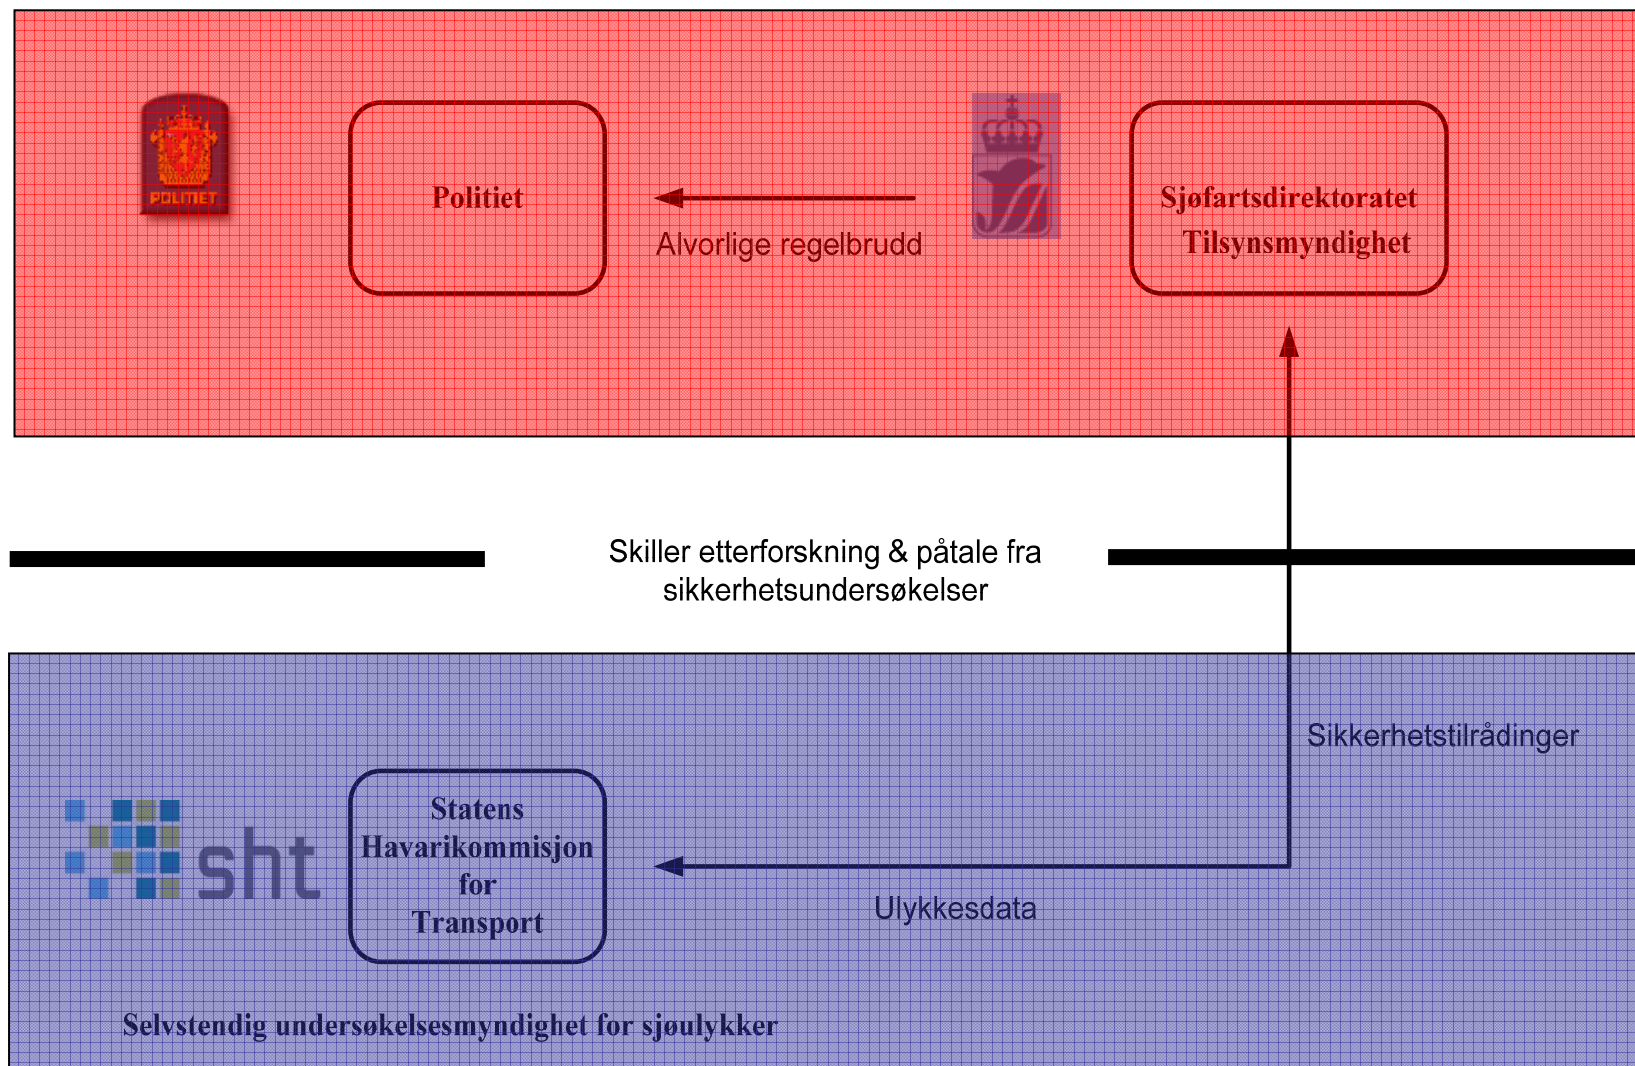 POLITIET
Politiet
Alvorlige regelbrudd
Sjøfartsdirektoratet
Tilsynsmyndighet
Skiller etterforskning & påtale fra
sikkerhetsundersøkelser
Sikkerhetstilrådinger
sht
Statens
Havarikommisjon
for
Transport
Ulykkesdata
Selvstendig undersøkelsesmyndighet for sjøulykker